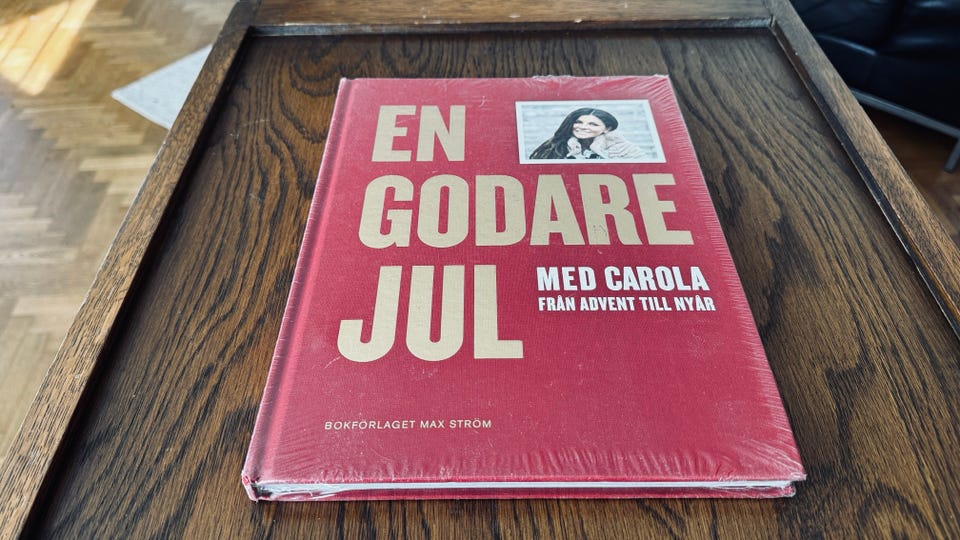 EN
GODARE
JUL
MED CAROLA
FRÅN ADVENT TILL NYÅR
BOKFÖRLAGET MAX STRÖM